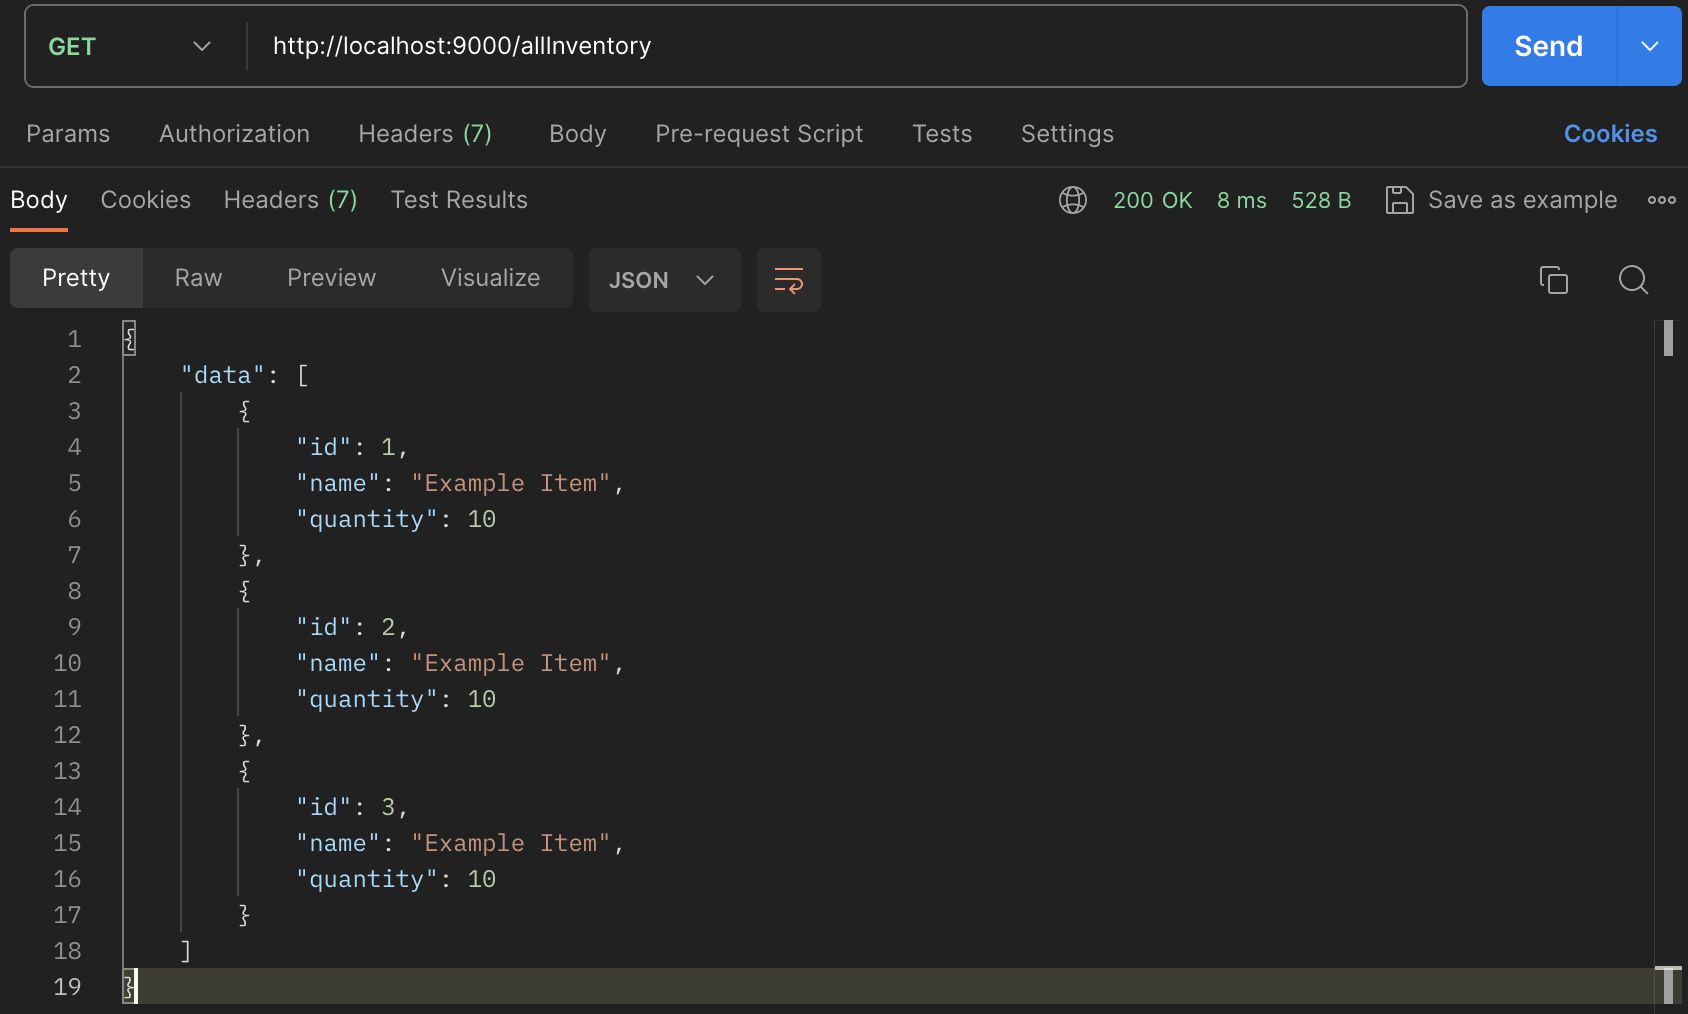 GET http://localhost:9000/allInventory Send
Params Authorization Headers (7) Body Pre-request Script Tests Settings Cookies
Body Cookies Headers (7) Test Results 200 OK 8 ms 528 B Save as example
Pretty Raw Preview Visualize JSON
1 {
2 "data": [
3 {
4 "id": 1,
5 "name": "Example Item",
6 "quantity": 10
7 },
8 {
9 "id": 2,
10 "name": "Example Item",
11 "quantity": 10
12 },
13 {
14 "id": 3,
15 "name": "Example Item",
16 "quantity": 10
17 }
18 ]
19 }